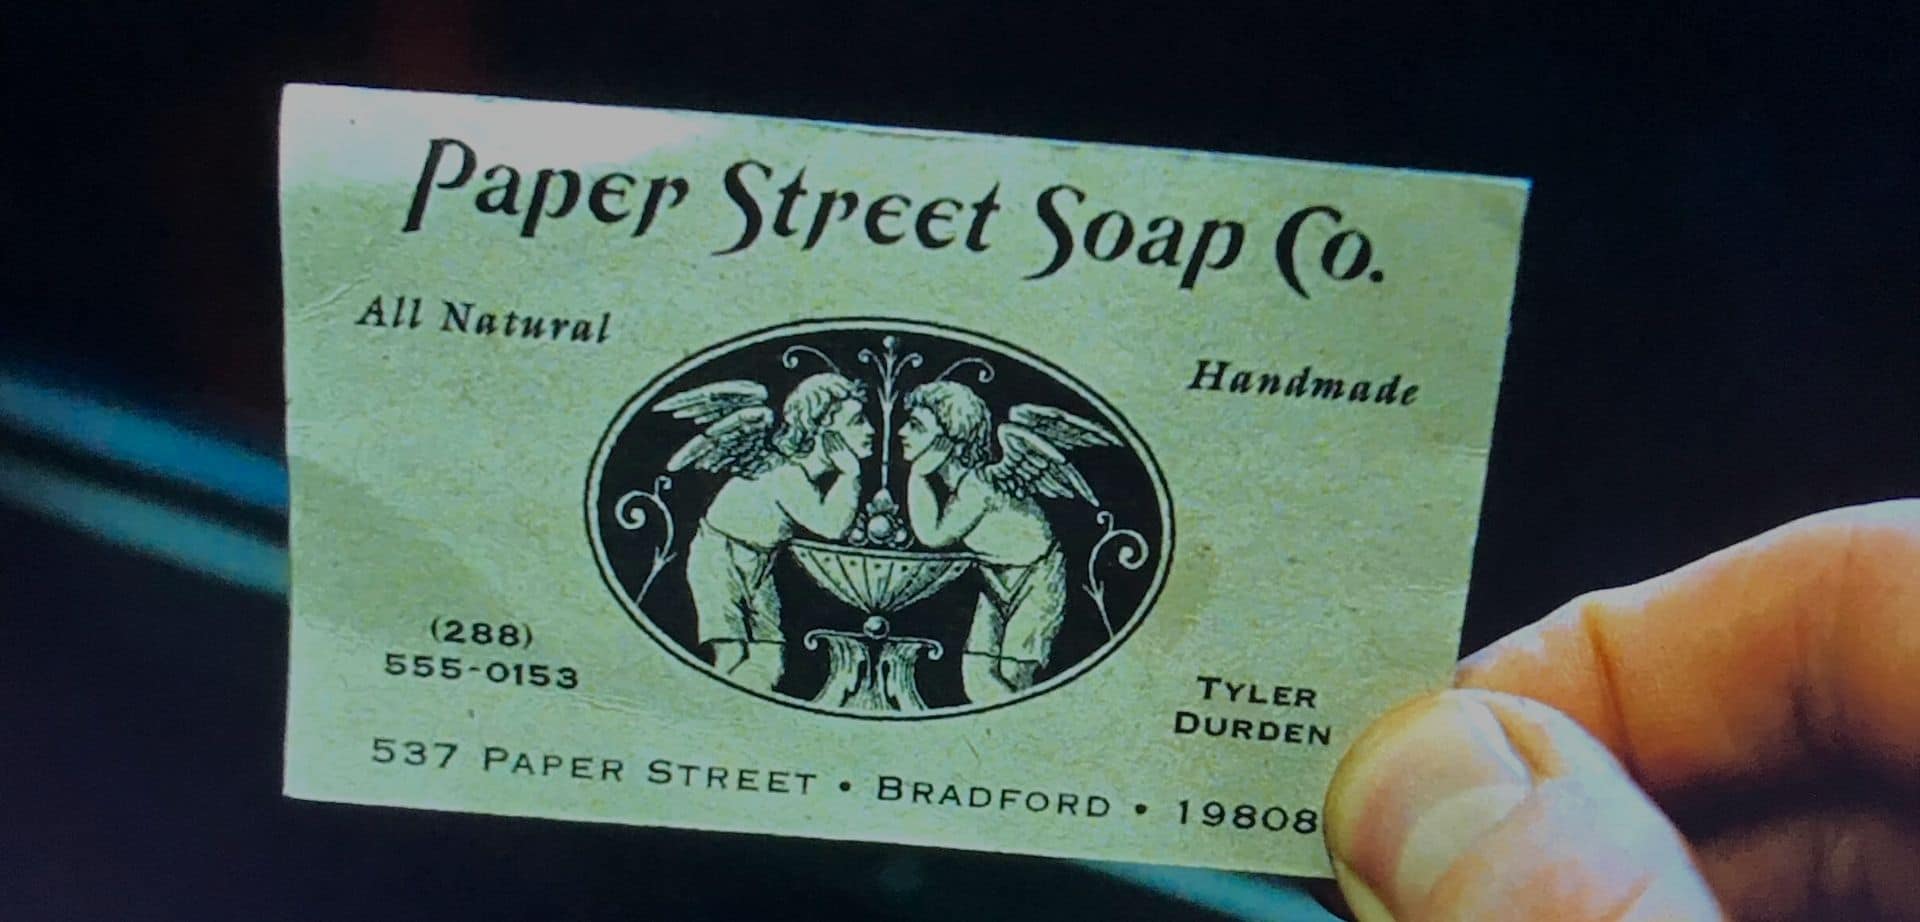 Paper Street Soap Co.
All Natural
Handmade
(288)
555-0153
TYLER
DURDEN
537 PAPER STREET • BRADFORD • 19808